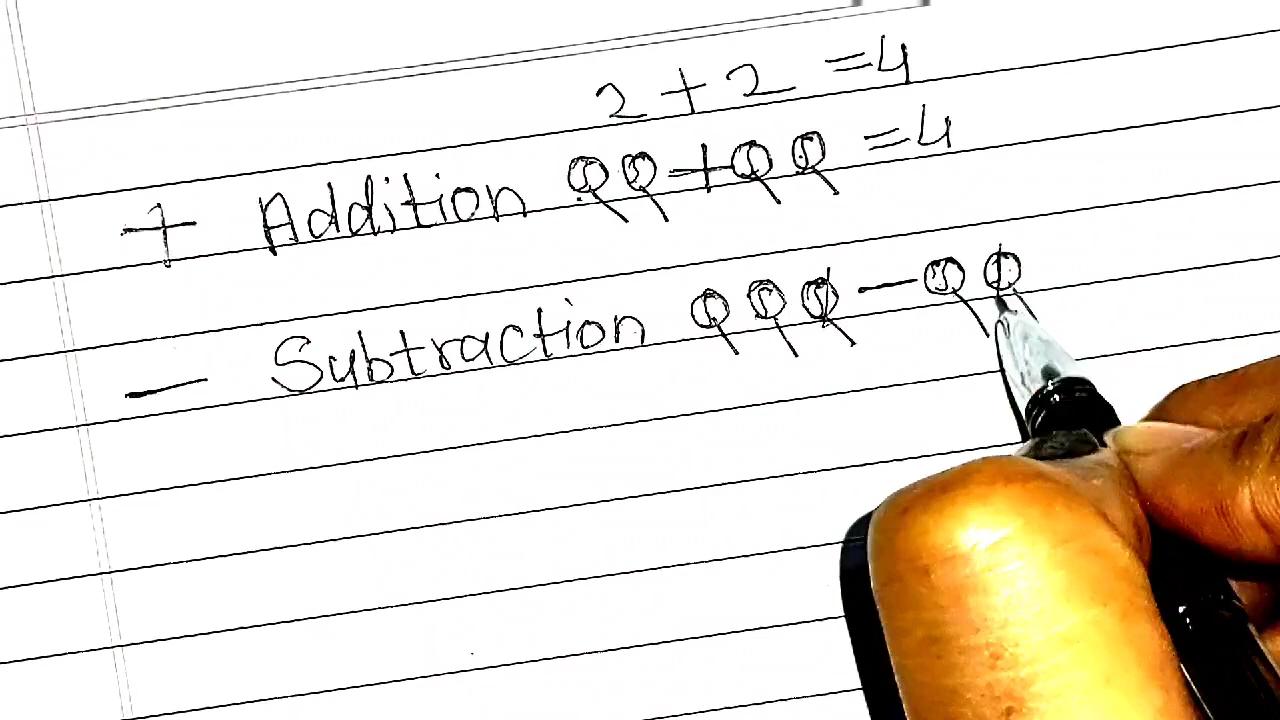 2 + 2 = 4
+ Addition + = 4
- Subtraction -